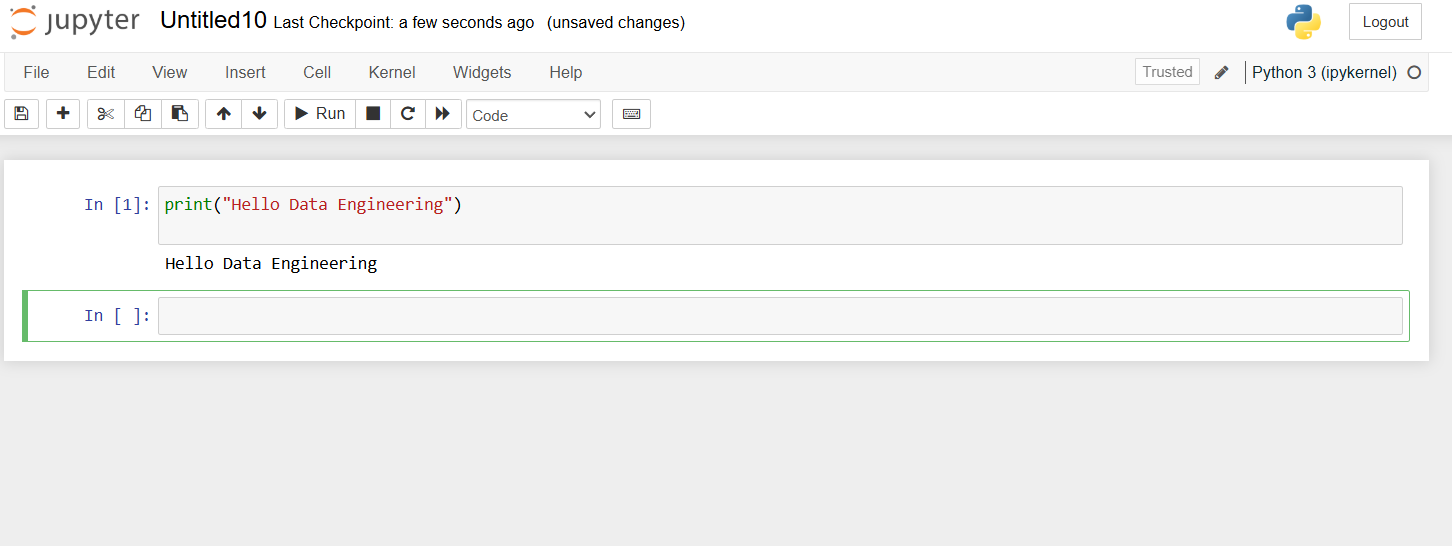 jupyter Untitled10 Last Checkpoint: a few seconds ago (unsaved changes) Logout
File Edit View Insert Cell Kernel Widgets Help Trusted Python 3 (ipykernel)
Run Code
In [1]: print("Hello Data Engineering")
Hello Data Engineering
In [ ]: